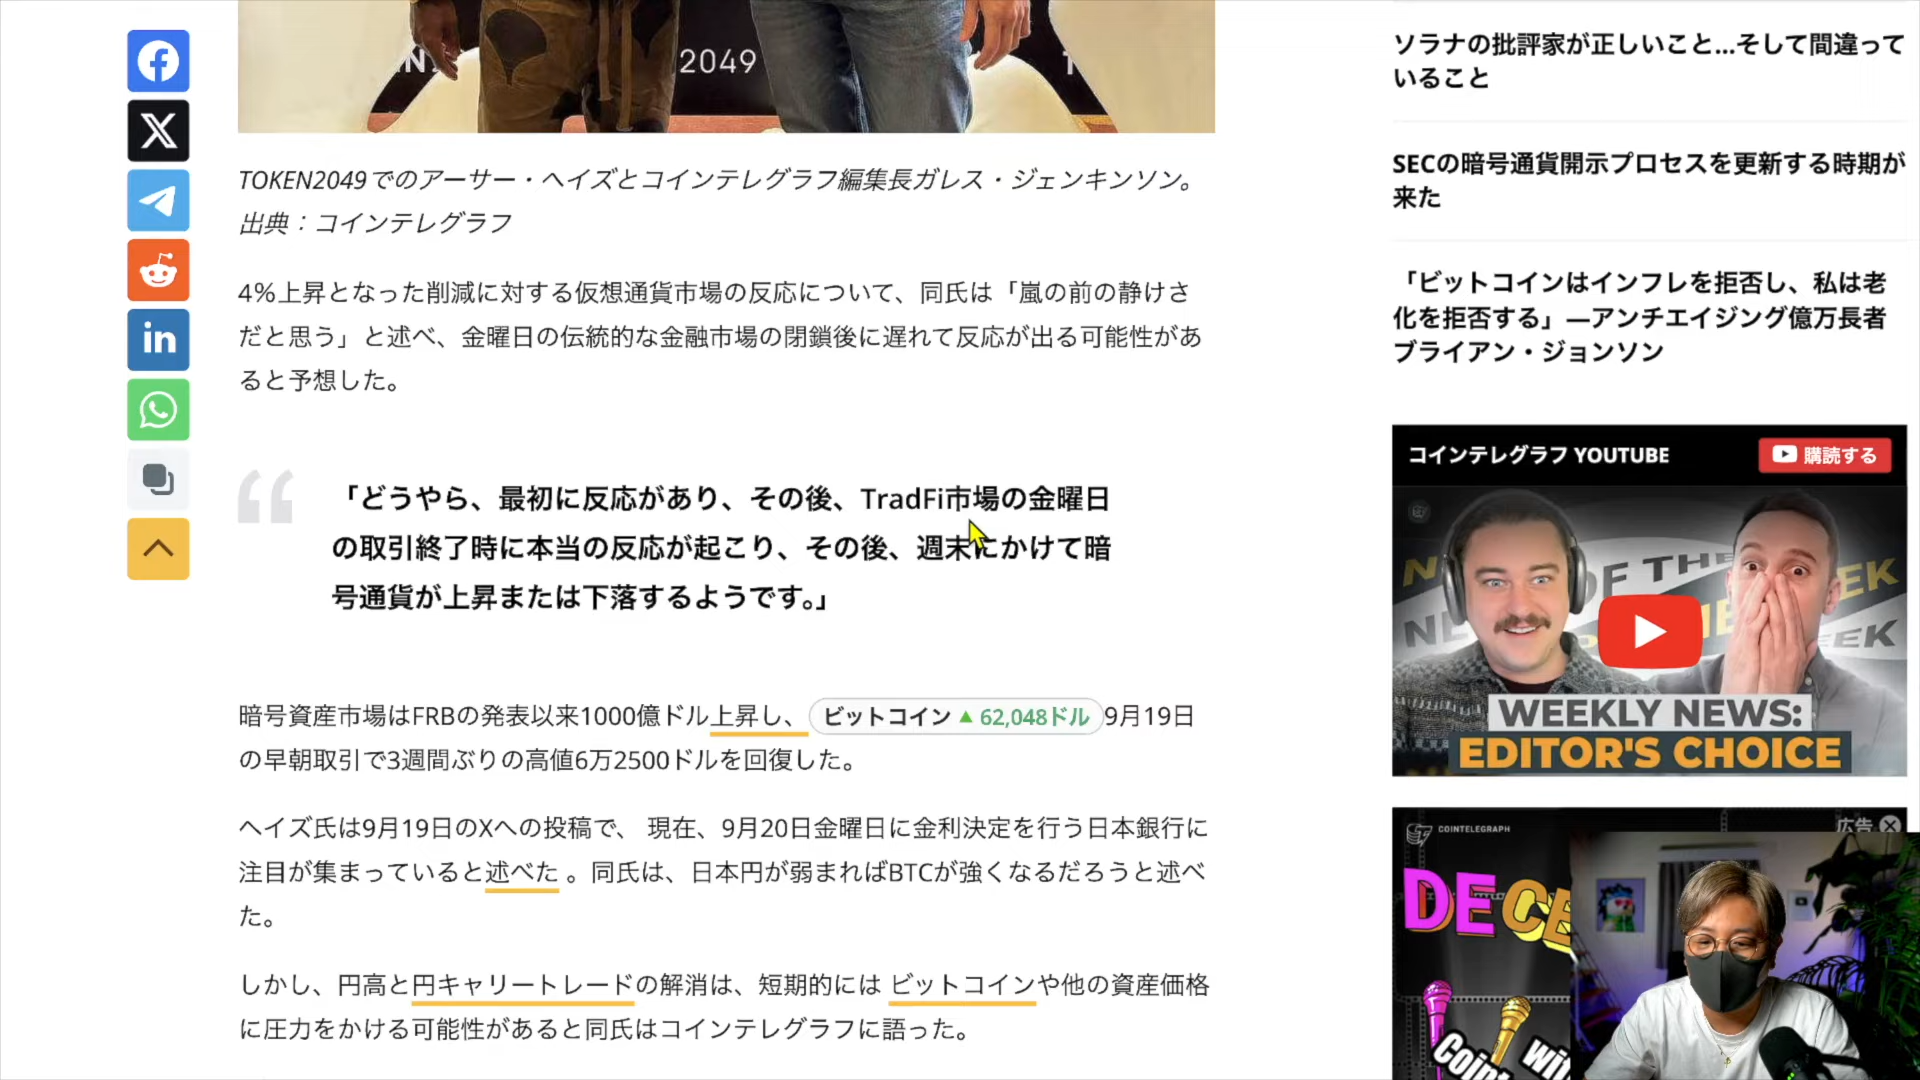 2049
TOKEN2049でのアーサー・ヘイズとコインテレグラフ編集長ガレス・ジェンキンソン。
出典：コインテレグラフ
4%上昇となった削減に対する仮想通貨市場の反応について、同氏は「嵐の前の静けさ
だと思う」と述べ、金曜日の伝統的な金融市場の閉鎖後に遅れて反応が出る可能性があ
ると予想した。
「どうやら、最初に反応があり、その後、TradFi市場の金曜日
の取引終了時に本当の反応が起こり、その後、週末にかけて暗
号通貨が上昇または下落するようです。」
暗号資産市場はFRBの発表以来1000億ドル上昇し、 ビットコイン ▲ 62,048ドル 9月19日
の早朝取引で3週間ぶりの高値6万2500ドルを回復した。
ヘイズ氏は9月19日のXへの投稿で、 現在、9月20日金曜日に金利決定を行う日本銀行に
注目が集まっていると述べた 。同氏は、日本円が弱まればBTCが強くなるだろうと述べ
た。
しかし、円高と円キャリートレードの解消は、短期的には ビットコインや他の資産価格
に圧力をかける可能性があると同氏はコインテレグラフに語った。
ソラナの批評家が正しいこと...そして間違って
いること
SECの暗号通貨開示プロセスを更新する時期が
来た
「ビットコインはインフレを拒否し、私は老
化を拒否する」—アンチエイジング億万長者
ブライアン・ジョンソン
コインテレグラフ YOUTUBE
購読する
OF THE
EEK
WEEKLY NEWS:
EDITOR'S CHOICE
COINTELEGRAPH
広告
DECE